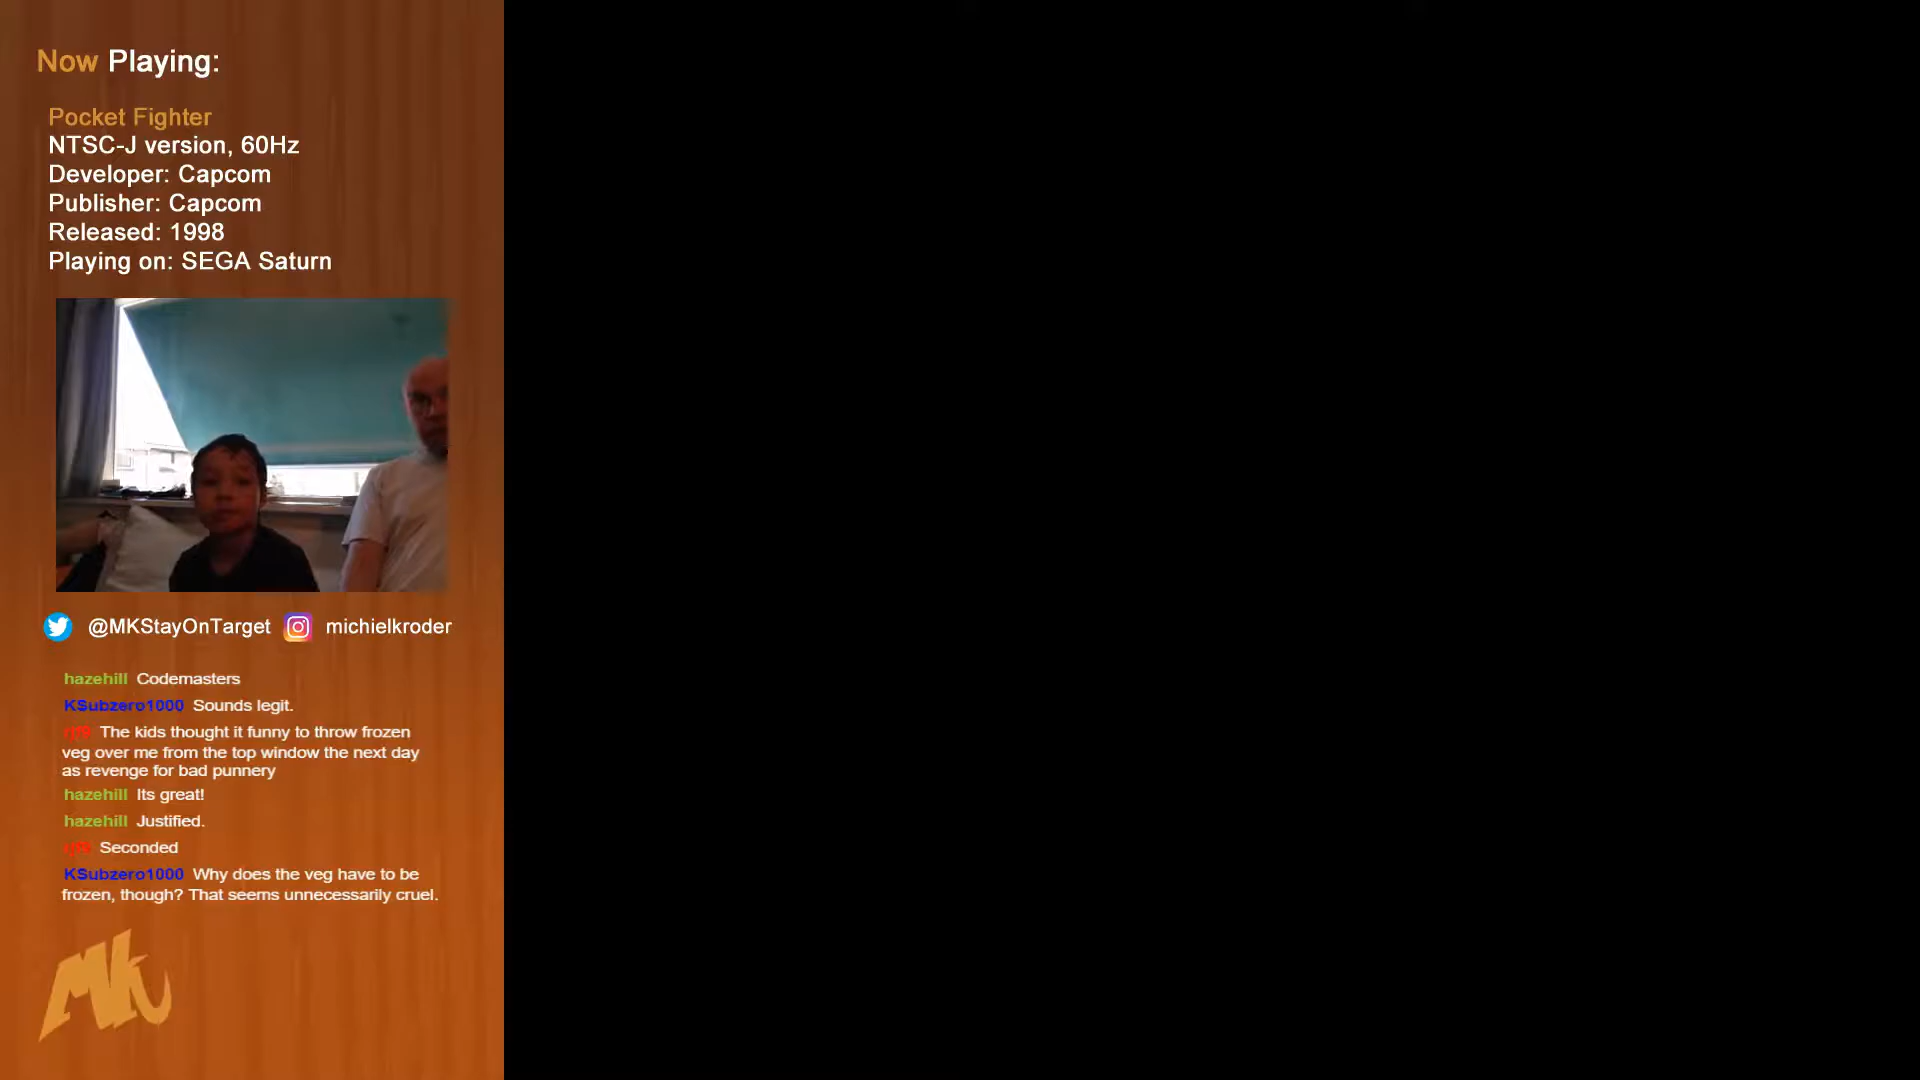 Now Playing:
Pocket Fighter
NTSC-J version, 60Hz
Developer: Capcom
Publisher: Capcom
Released: 1998
Playing on: SEGA Saturn
@MKStayOnTarget michielkroder
hazehill Codemasters
KSubzero1000 Sounds legit.
The kids thought it funny to throw frozen
veg over me from the top window the next day
as revenge for bad punnery
hazehill Its great!
hazehill Justified.
Seconded
KSubzero1000 Why does the veg have to be
frozen, though? That seems unnecessarily cruel.
MK